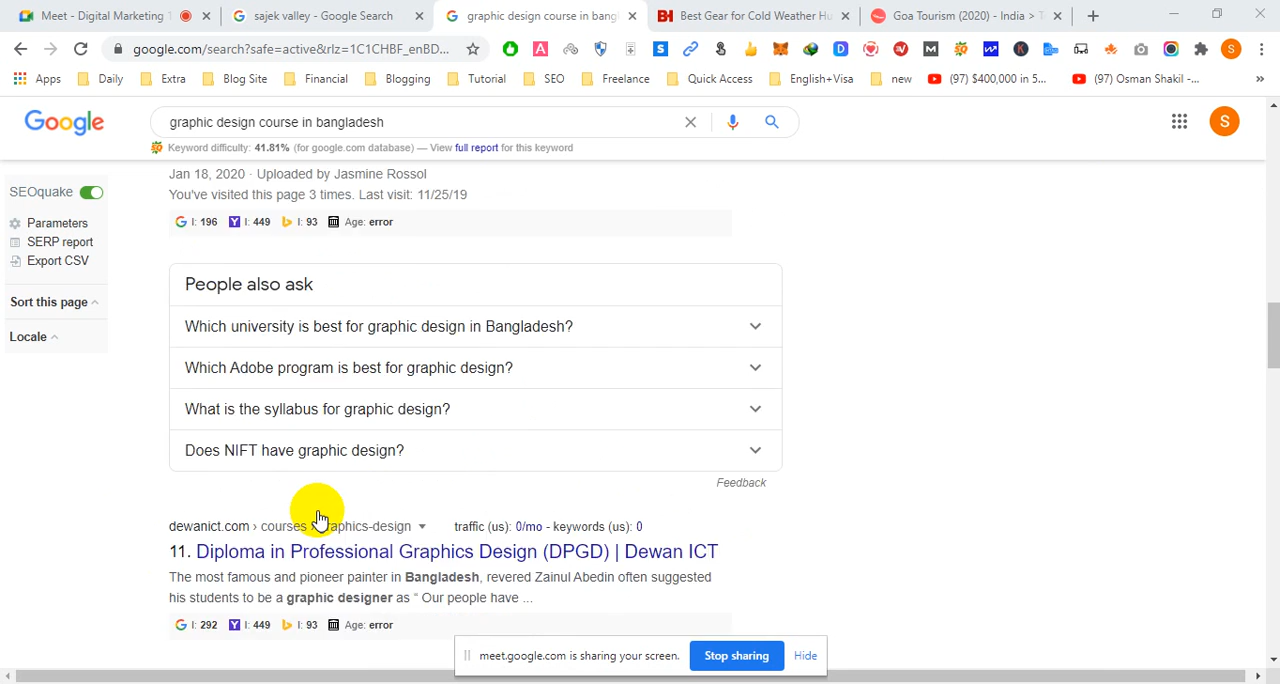 Meet - Digital Marketing T
sajek valley - Google Search
graphic design course in bang
Best Gear for Cold Weather Hu
Goa Tourism (2020) - India > T
google.com/search?safe=active&rlz=1C1CHBF_enBD...
Apps
Daily
Extra
Blog Site
Financial
Blogging
Tutorial
SEO
Freelance
Quick Access
English+Visa
new
(97) $400,000 in 5...
(97) Osman Shakil -...
»
Google
graphic design course in bangladesh
S
Keyword difficulty: 41.81% (for google.com database) — View full report for this keyword
SEOquake
Parameters
SERP report
Export CSV
Sort this page
Locale
Jan 18, 2020 · Uploaded by Jasmine Rossol
You've visited this page 3 times. Last visit: 11/25/19
I: 196 I: 449 I: 93 Age: error
People also ask
Which university is best for graphic design in Bangladesh?
Which Adobe program is best for graphic design?
What is the syllabus for graphic design?
Does NIFT have graphic design?
Feedback
dewanict.com › courses aphics-design traffic (us): 0/mo - keywords (us): 0
11. Diploma in Professional Graphics Design (DPGD) | Dewan ICT
The most famous and pioneer painter in Bangladesh, revered Zainul Abedin often suggested
his students to be a graphic designer as “ Our people have ...
I: 292 I: 449 I: 93 Age: error
meet.google.com is sharing your screen. Stop sharing Hide